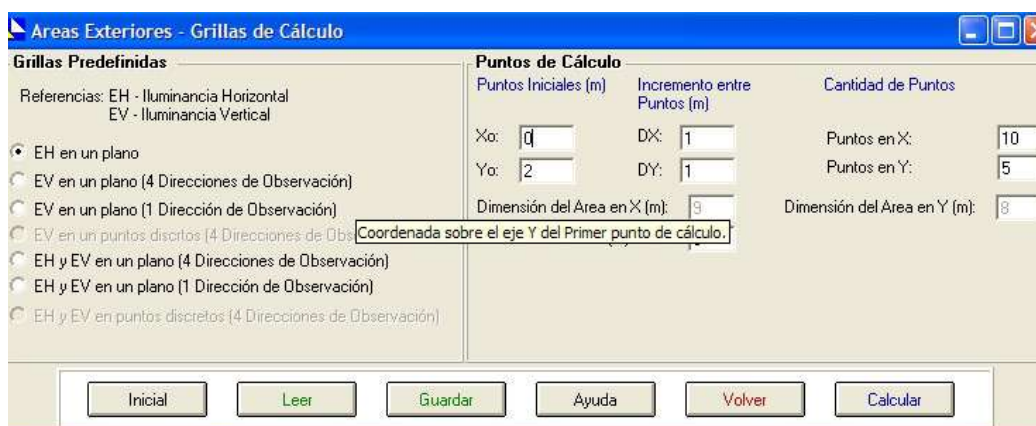 Areas Exteriores - Grillas de Cálculo
Grillas Predefinidas
Referencias: EH - Iluminancia Horizontal
EV - Iluminancia Vertical
EH en un plano
EV en un plano (4 Direcciones de Observación)
EV en un plano (1 Dirección de Observación)
EV en un puntos discrtos (4 Direcciones de Obs
EH y EV en un plano (4 Direcciones de Observación)
EH y EV en un plano (1 Dirección de Observación)
EH y EV en puntos discretos (4 Direcciones de Observación)
Puntos de Cálculo
Puntos Iniciales (m)
Incremento entre
Puntos (m)
Cantidad de Puntos
Xo: 0 DX: 1 Puntos en X: 10
Yo: 2 DY: 1 Puntos en Y: 5
Dimensión del Area en X (m): 9 Dimensión del Area en Y (m): 8
Coordenada sobre el eje Y del Primer punto de cálculo.
Inicial Leer Guardar Ayuda Volver Calcular